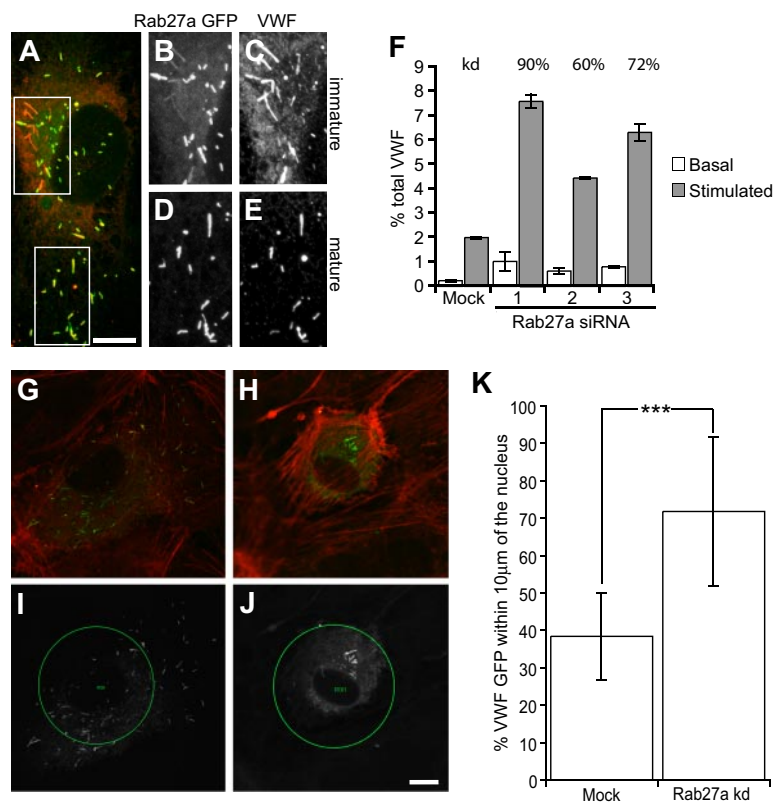 Rab27a GFP VWF
A
B
C
immature
D
E
mature
F
kd 90% 60% 72%
9
8
7
6
5
4
3
2
1
0
% total VWF
Basal
Stimulated
Mock 1 2 3
Rab27a siRNA
G
H
I
J
K
100
90
80
70
60
50
40
30
20
10
0
% VWF GFP within 10μm of the nucleus
***
Mock Rab27a kd